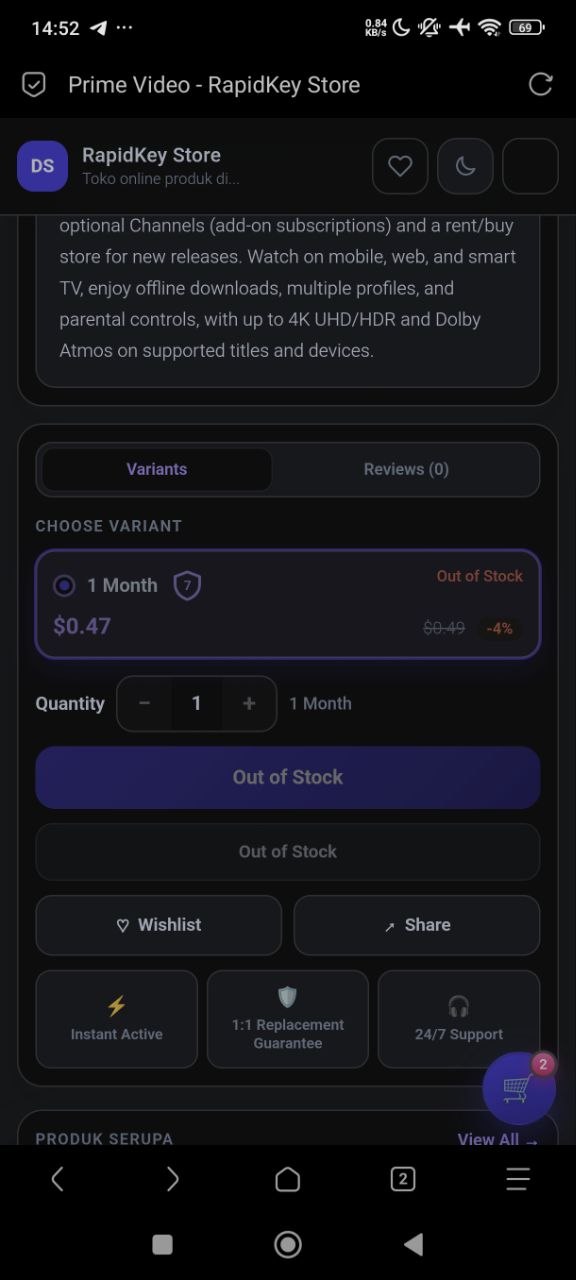 14:52
0.84
KB/s
69
Prime Video - RapidKey Store
DS
RapidKey Store
Toko online produk di...
optional Channels (add-on subscriptions) and a rent/buy
store for new releases. Watch on mobile, web, and smart
TV, enjoy offline downloads, multiple profiles, and
parental controls, with up to 4K UHD/HDR and Dolby
Atmos on supported titles and devices.
Variants
Reviews (0)
CHOOSE VARIANT
1 Month
7
Out of Stock
$0.47
$0.49
-4%
Quantity
−
1
+
1 Month
Out of Stock
Out of Stock
♡ Wishlist
↗ Share
Instant Active
1:1 Replacement
Guarantee
24/7 Support
2
PRODUK SERUPA
View All →
2